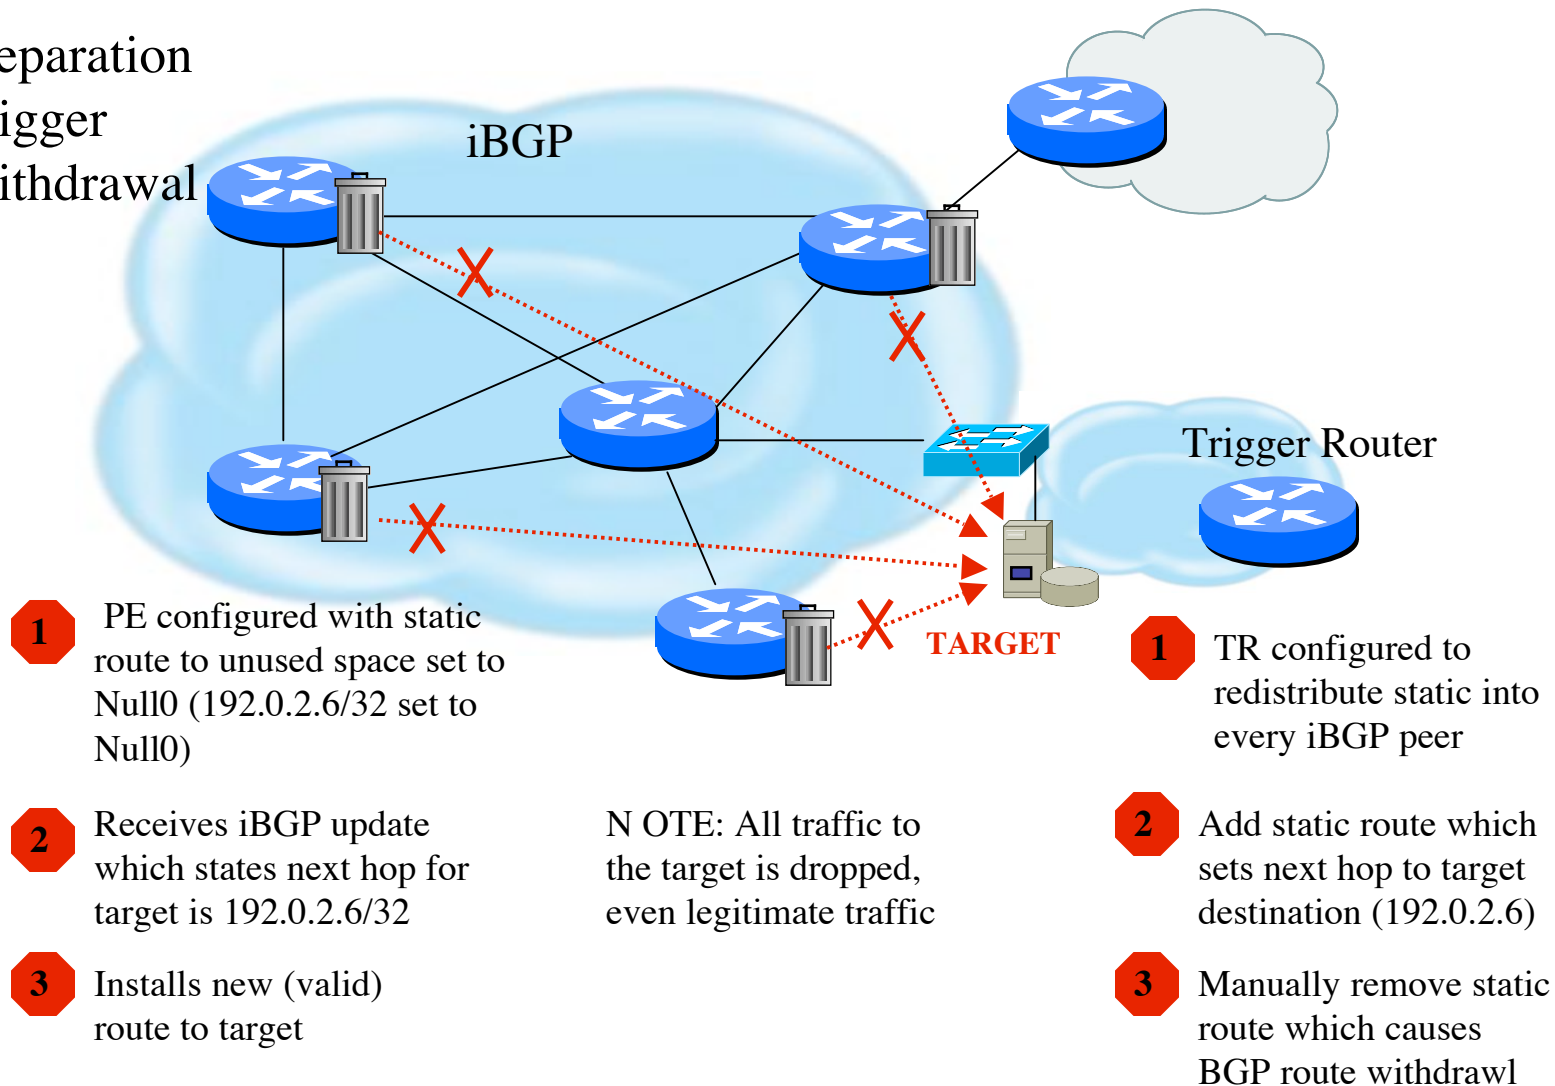 eparation
igger
ithdrawal
iBGP
Trigger Router
TARGET
1
PE configured with static
route to unused space set to
Null0 (192.0.2.6/32 set to
Null0)
2
Receives iBGP update
which states next hop for
target is 192.0.2.6/32
3
Installs new (valid)
route to target
N OTE: All traffic to
the target is dropped,
even legitimate traffic
1
TR configured to
redistribute static into
every iBGP peer
2
Add static route which
sets next hop to target
destination (192.0.2.6)
3
Manually remove static
route which causes
BGP route withdrawl